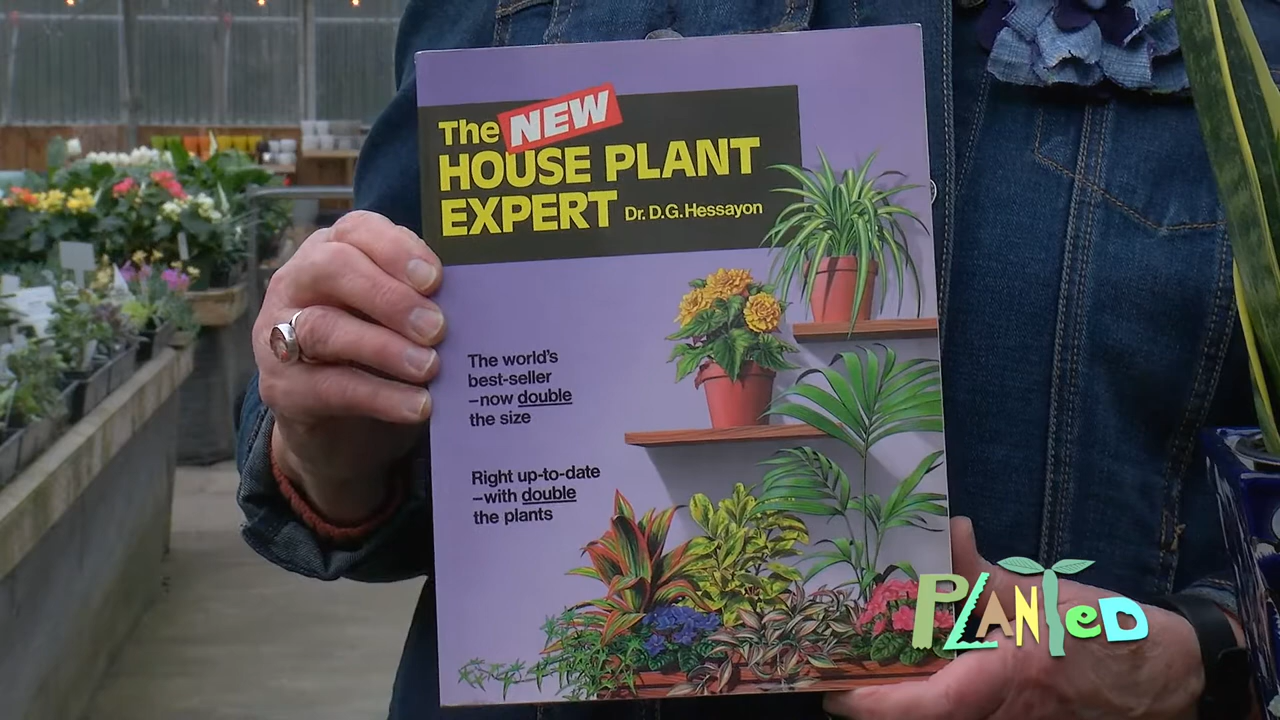 The NEW
HOUSE PLANT
EXPERT Dr. D.G. Hessayon
The world's
best-seller
–now double
the size
Right up-to-date
–with double
the plants
PLANTeD